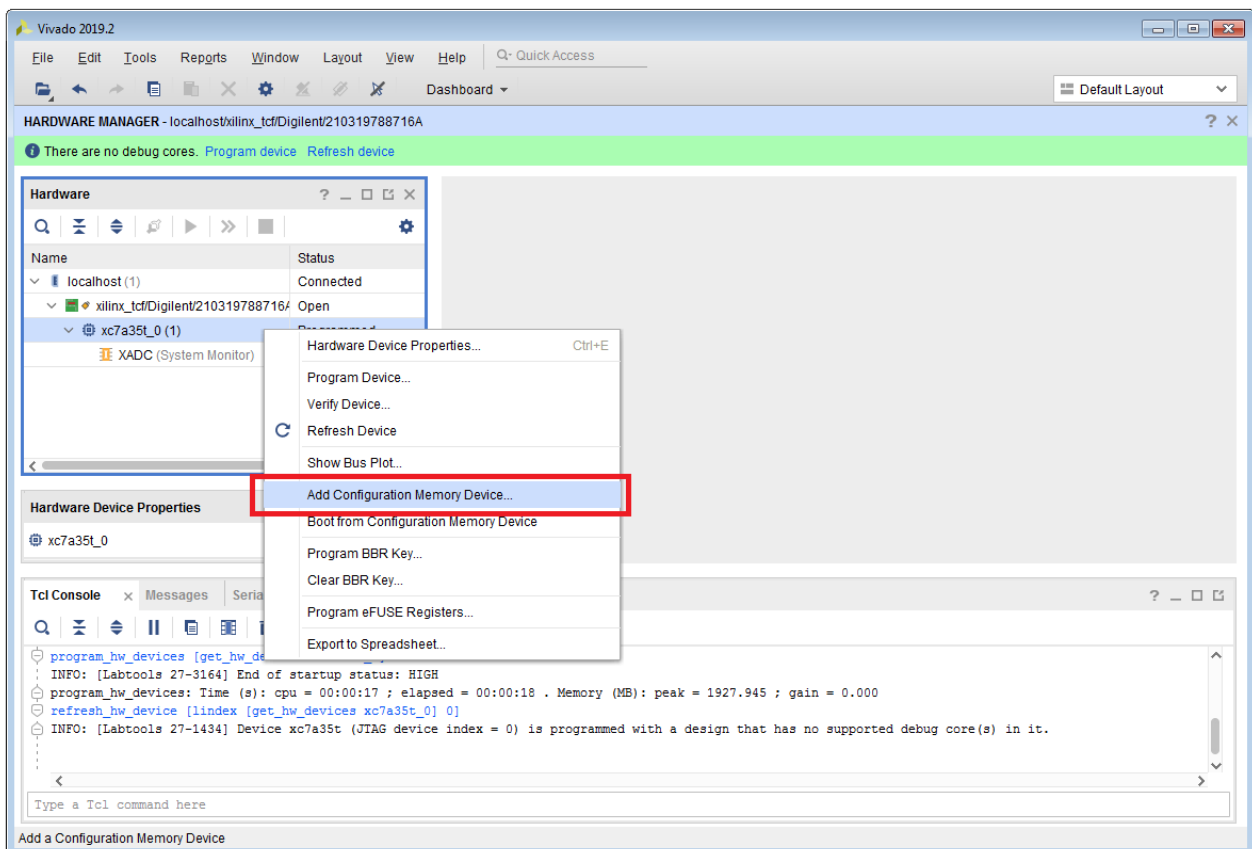 Vivado 2019.2
File Edit Tools Reports Window Layout View Help Q- Quick Access
Dashboard Default Layout
HARDWARE MANAGER - localhost/xilinx_tcf/Digilent/210319788716A ?
There are no debug cores. Program device Refresh device
Hardware ?
Name Status
localhost (1) Connected
xilinx_tcf/Digilent/210319788716A Open
xc7a35t_0 (1)
XADC (System Monitor)
Hardware Device Properties... Ctrl+E
Program Device...
Verify Device...
Refresh Device
Show Bus Plot...
Add Configuration Memory Device...
Boot from Configuration Memory Device
Program BBR Key...
Clear BBR Key...
Program eFUSE Registers...
Export to Spreadsheet...
Hardware Device Properties
xc7a35t_0
Tcl Console Messages Seria ?
program_hw_devices [get_hw_de
INFO: [Labtools 27-3164] End of startup status: HIGH
program_hw_devices: Time (s): cpu = 00:00:17 ; elapsed = 00:00:18 . Memory (MB): peak = 1927.945 ; gain = 0.000
refresh_hw_device [lindex [get_hw_devices xc7a35t_0] 0]
INFO: [Labtools 27-1434] Device xc7a35t (JTAG device index = 0) is programmed with a design that has no supported debug core(s) in it.
Type a Tcl command here
Add a Configuration Memory Device